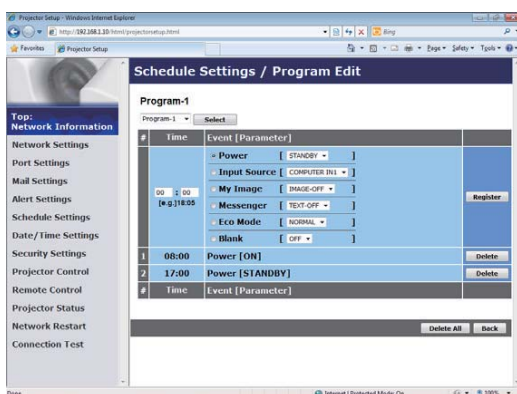 Projector Setup - Windows Internet Explorer
http://192.168.1.10/html/projectorsetup.html
Bing
Favorites Projector Setup
Page Safety Tools
Schedule Settings / Program Edit
Top:
Network Information
Network Settings
Port Settings
Mail Settings
Alert Settings
Schedule Settings
Date/Time Settings
Security Settings
Projector Control
Remote Control
Projector Status
Network Restart
Connection Test
Program-1
Program-1 Select
# Time Event [Parameter]
00 : 00
[e.g.]18:05
Power [ STANDBY ]
Input Source [ COMPUTER IN1 ]
My Image [ IMAGE-OFF ]
Messenger [ TEXT-OFF ]
Eco Mode [ NORMAL ]
Blank [ OFF ]
Register
1 08:00 Power [ON] Delete
2 17:00 Power [STANDBY] Delete
# Time Event [Parameter]
Delete All Back
Done Internet | Protected Mode: On 100%